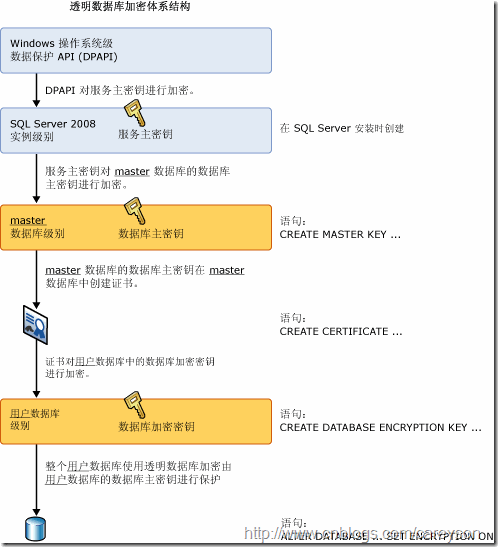 透明数据库加密体系结构
Windows 操作系统级
数据保护 API (DPAPI)
DPAPI 对服务主密钥进行加密。
SQL Server 2008
实例级别
服务主密钥
在 SQL Server 安装时创建
服务主密钥对 master 数据库的数据库
主密钥进行加密。
master
数据库级别
数据库主密钥
语句:
CREATE MASTER KEY ...
master 数据库的数据库主密钥在 master
数据库中创建证书。
语句:
CREATE CERTIFICATE ...
证书对用户数据库中的数据库加密密钥
进行加密。
用户数据库
级别
数据库加密密钥
语句:
CREATE DATABASE ENCRYPTION KEY ...
整个用户数据库使用透明数据库加密由
用户数据库的数据库主密钥进行保护
语句:
http://www.cnblogs.com/careyson
ALTER DATABASE ... SET ENCRYPTION ON